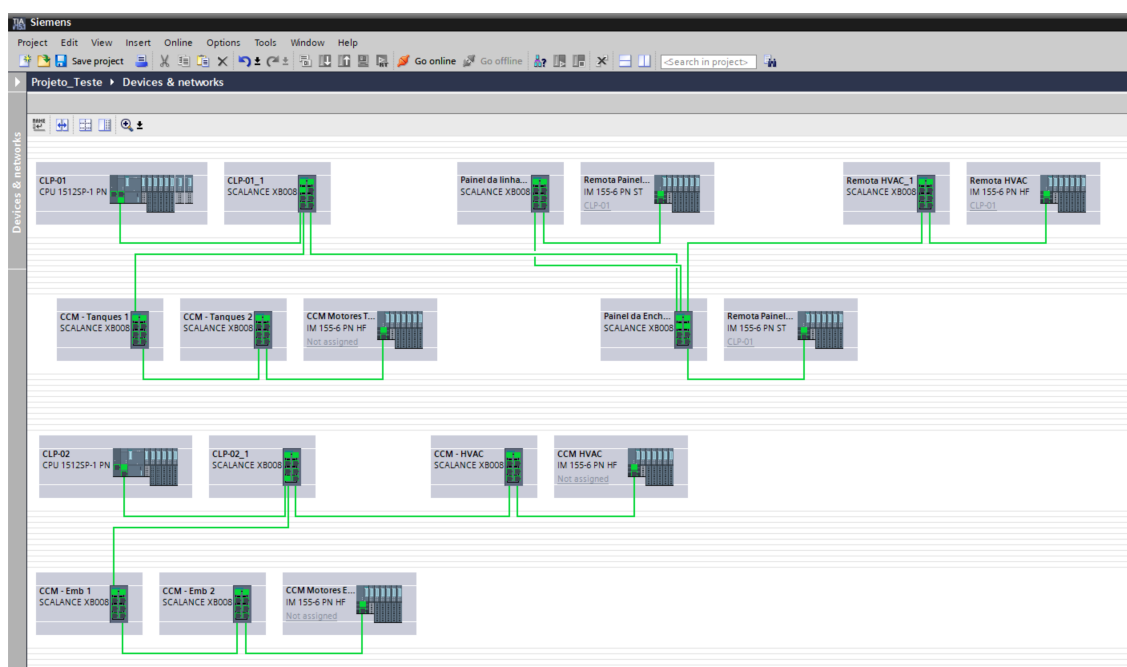 Siemens
Project Edit View Insert Online Options Tools Window Help
Save project Go online Go offline <Search in project>
Projeto_Teste Devices & networks
Devices & networks
CLP-01
CPU 1512SP-1 PN
CLP-01_1
SCALANCE XB008
Painel da linha...
SCALANCE XB008
Remota Painel...
IM 155-6 PN ST
CLP-01
Remota HVAC_1
SCALANCE XB008
Remota HVAC
IM 155-6 PN HF
CLP-01
CCM - Tanques 1
SCALANCE XB008
CCM - Tanques 2
SCALANCE XB008
CCM Motores T...
IM 155-6 PN HF
Not assigned
Painel da Ench...
SCALANCE XB008
Remota Painel...
IM 155-6 PN ST
CLP-01
CLP-02
CPU 1512SP-1 PN
CLP-02_1
SCALANCE XB008
CCM - HVAC
SCALANCE XB008
CCM HVAC
IM 155-6 PN HF
Not assigned
CCM - Emb 1
SCALANCE XB008
CCM - Emb 2
SCALANCE XB008
CCM Motores E...
IM 155-6 PN HF
Not assigned